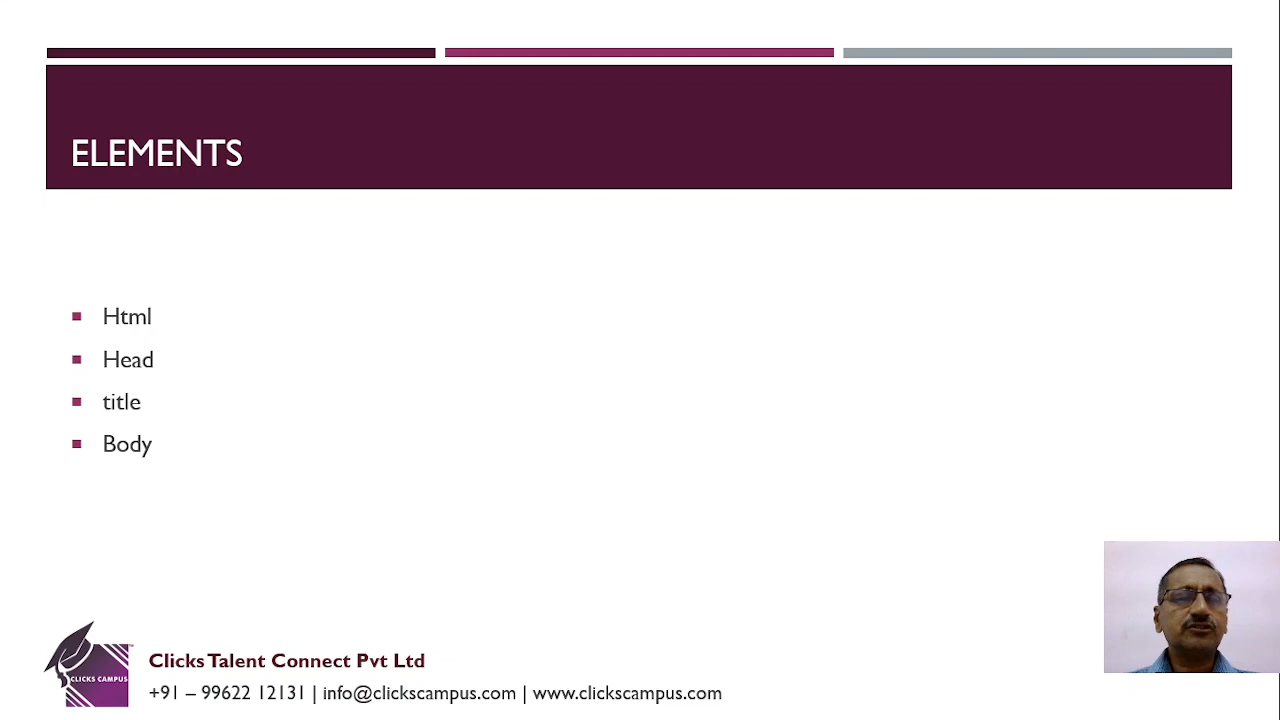 ELEMENTS
Html
Head
title
Body
CLICKS CAMPUS
Clicks Talent Connect Pvt Ltd
+91 – 99622 12131 | info@clickscampus.com | www.clickscampus.com